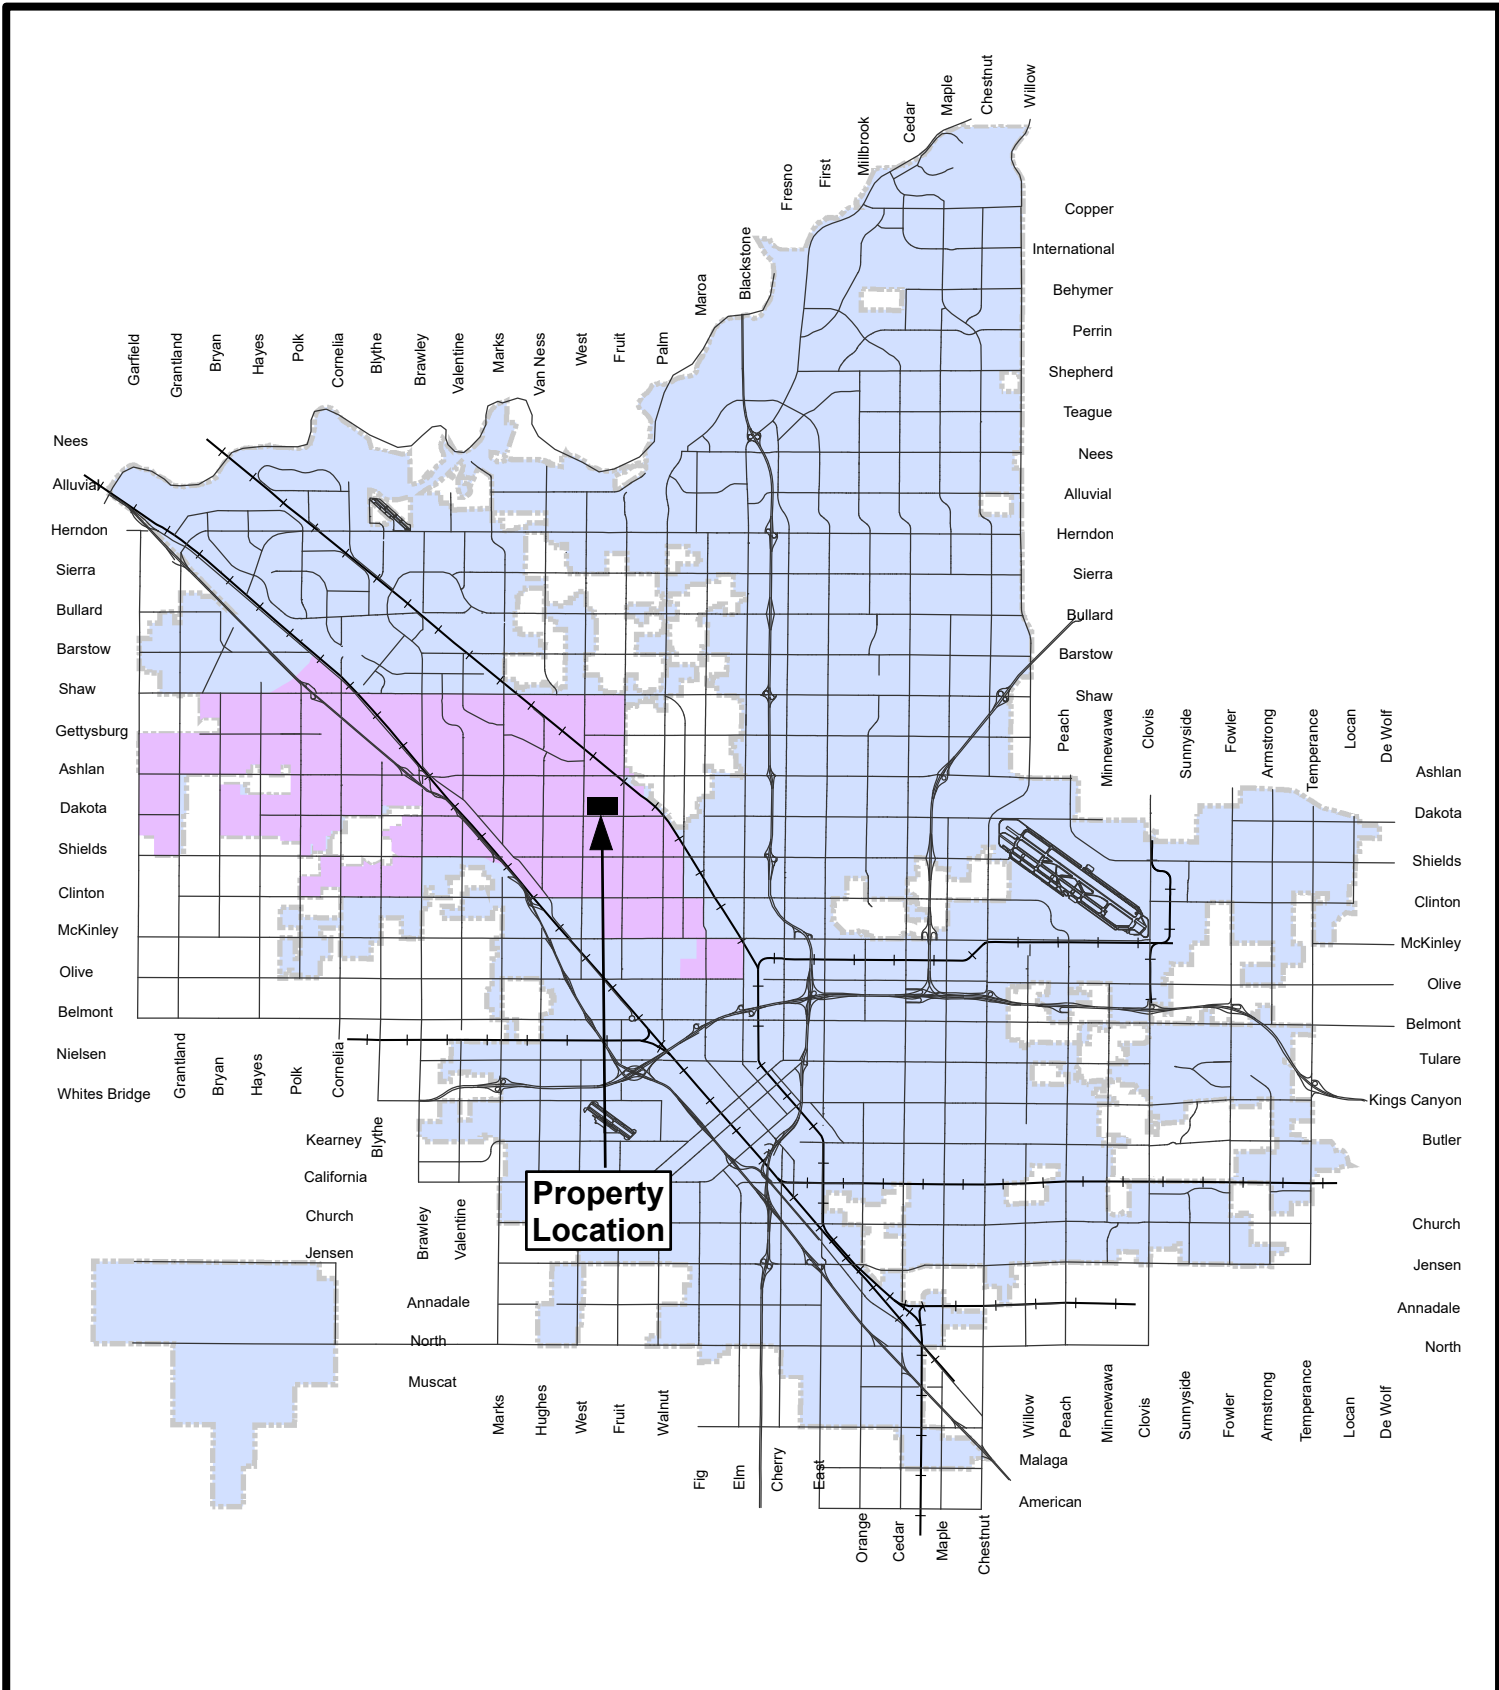 Willow
Chestnut
Maple
Cedar
Millbrook
First
Fresno
Blackstone
Maroa
Garfield
Grantland
Bryan
Hayes
Polk
Cornelia
Blythe
Brawley
Valentine
Marks
Van Ness
West
Fruit
Palm
Copper
International
Behymer
Perrin
Shepherd
Teague
Nees
Alluvial
Herndon
Sierra
Bullard
Barstow
Shaw
Nees
Alluvial
Herndon
Sierra
Bullard
Barstow
Shaw
Gettysburg
Ashlan
Dakota
Shields
Clinton
McKinley
Olive
Belmont
Nielsen
Whites Bridge
Peach
Minnewawa
Clovis
Sunnyside
Fowler
Armstrong
Temperance
Locan
De Wolf
Ashlan
Dakota
Shields
Clinton
McKinley
Olive
Belmont
Tulare
Kings Canyon
Butler
Church
Jensen
Annadale
North
Grantland
Bryan
Hayes
Polk
Cornelia
Blythe
Kearney
California
Church
Jensen
Brawley
Valentine
Property
Location
Annadale
North
Muscat
Marks
Hughes
West
Fruit
Walnut
Fig
Elm
Cherry
East
Orange
Cedar
Maple
Chestnut
Willow
Peach
Minnewawa
Clovis
Sunnyside
Fowler
Armstrong
Temperance
Locan
De Wolf
Malaga
American